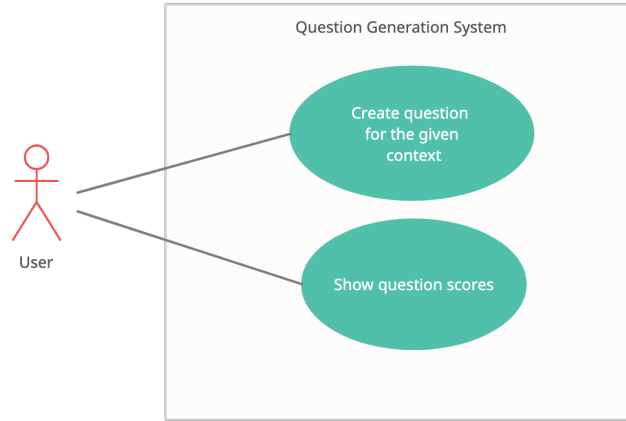 Question Generation System
Create question
for the given
context
User
Show question scores